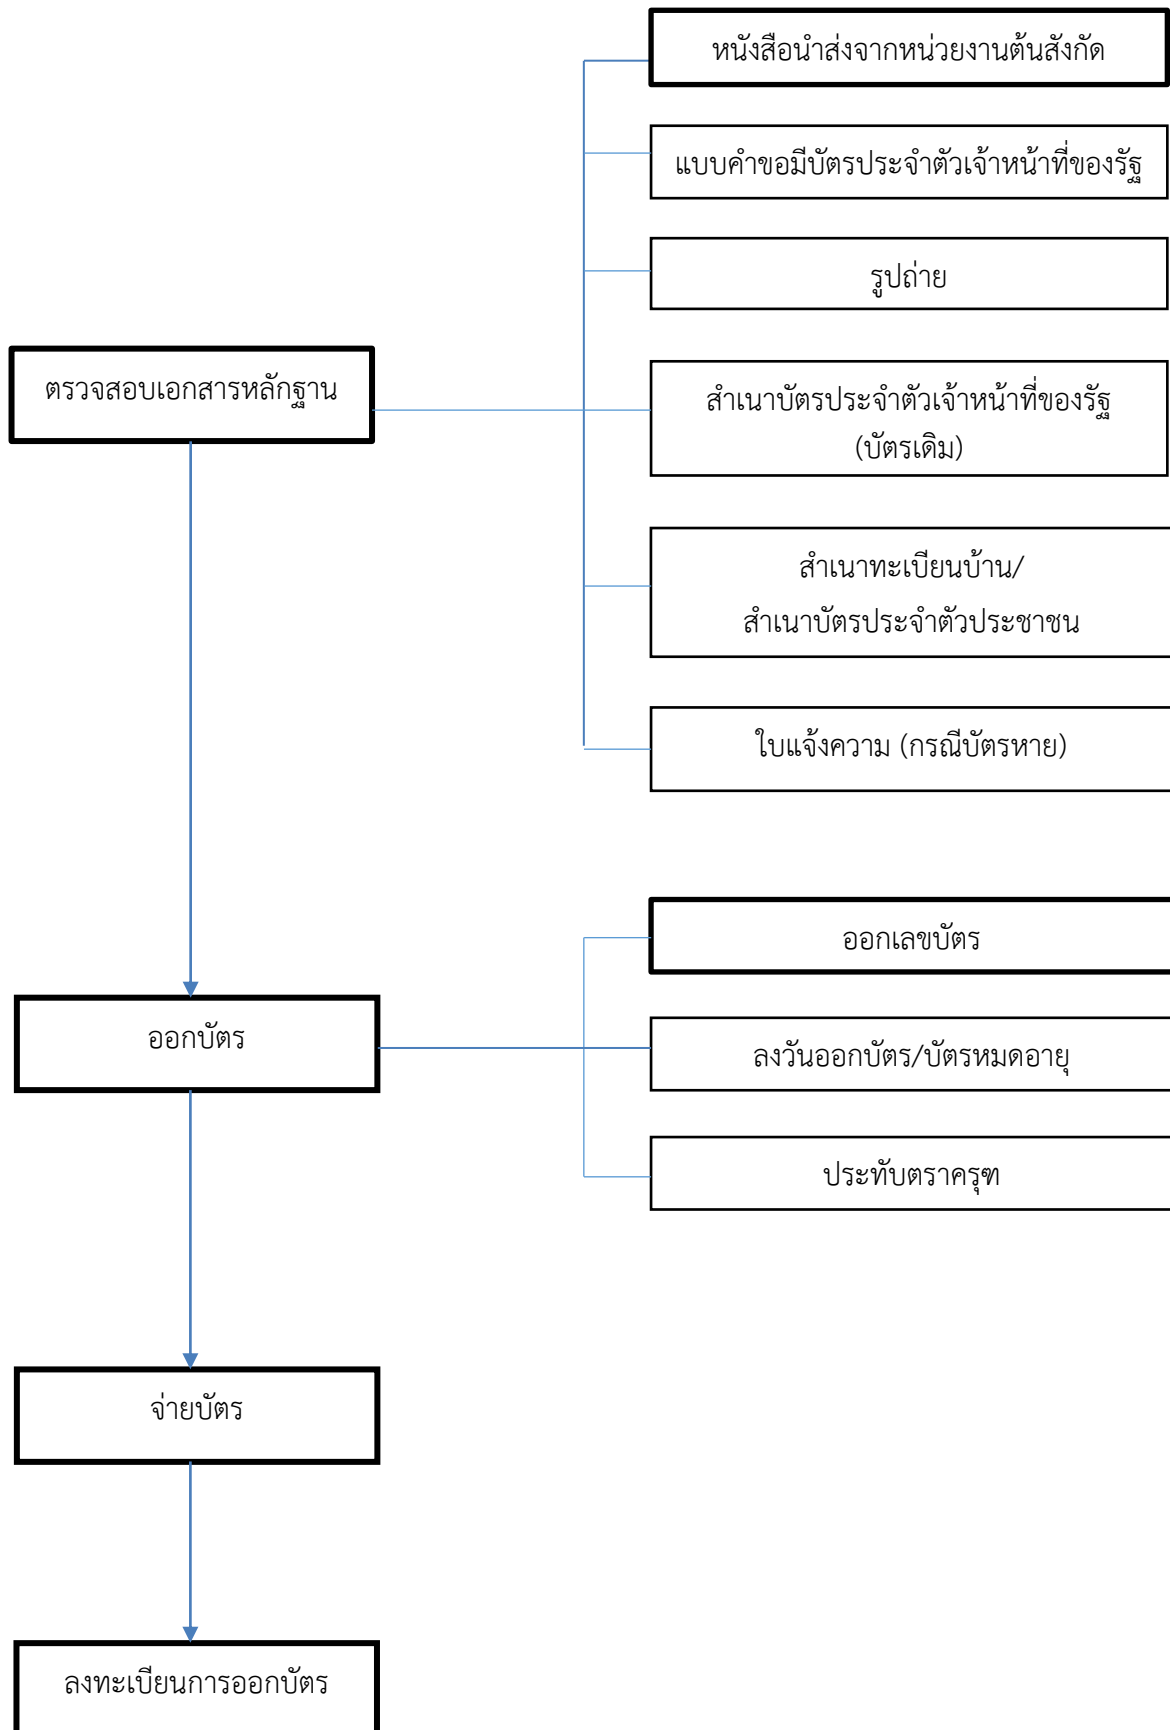 หนังสือนำส่งจากหน่วยงานต้นสังกัด
แบบคำขอมีบัตรประจำตัวเจ้าหน้าที่ของรัฐ
รูปถ่าย
ตรวจสอบเอกสารหลักฐาน
สำเนาบัตรประจำตัวเจ้าหน้าที่ของรัฐ
(บัตรเดิม)
สำเนาทะเบียนบ้าน/
สำเนาบัตรประจำตัวประชาชน
ใบแจ้งความ (กรณีบัตรหาย)
ออกเลขบัตร
ออกบัตร
ลงวันออกบัตร/บัตรหมดอายุ
ประทับตราครุฑ
จ่ายบัตร
ลงทะเบียนการออกบัตร